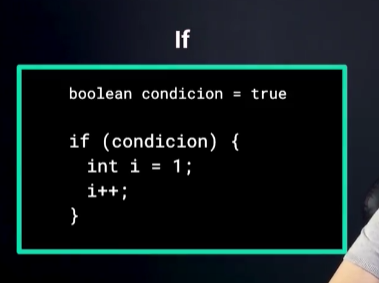 If
boolean condicion = true
if (condicion) {
int i = 1;
i++;
}